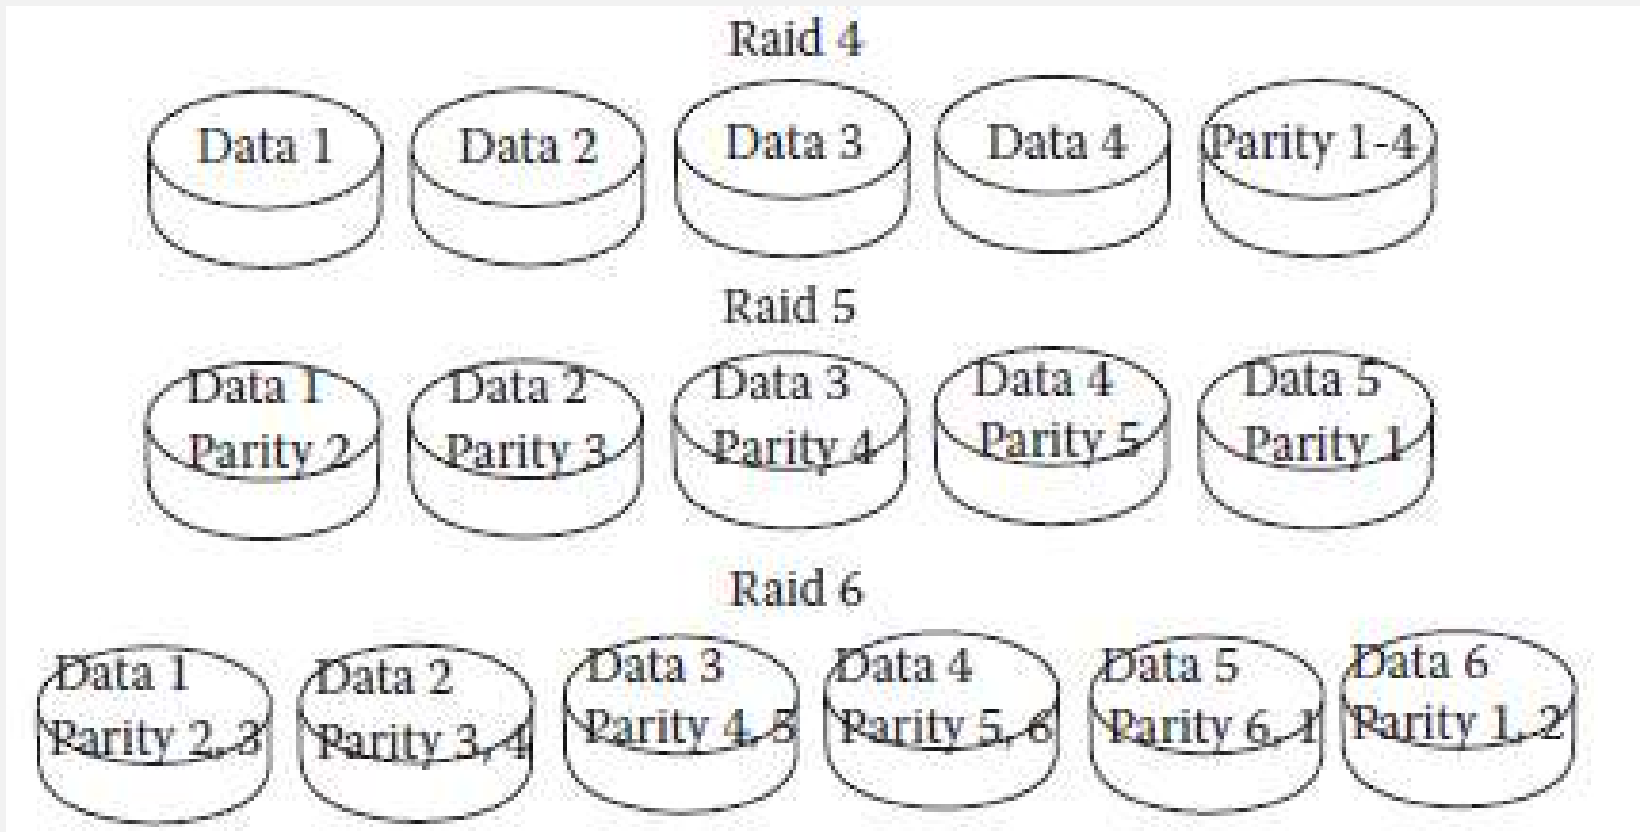 Raid 4
Data 1
Data 2
Data 3
Data 4
Parity 1-4
Raid 5
Data 1
Parity 2
Data 2
Parity 3
Data 3
Parity 4
Data 4
Parity 5
Data 5
Parity 1
Raid 6
Data 1
Parity 2, 3
Data 2
Parity 3, 4
Data 3
Parity 4, 5
Data 4
Parity 5, 6
Data 5
Parity 6, 1
Data 6
Parity 1, 2